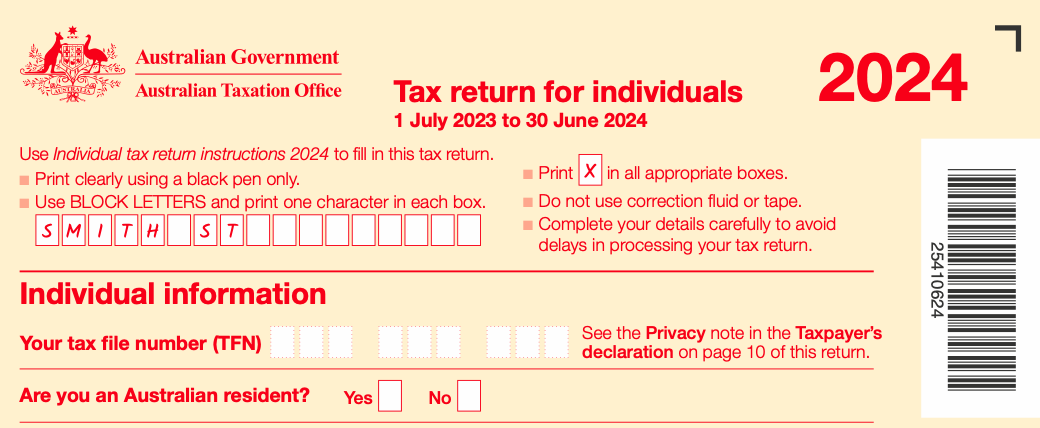 Australian Government
Australian Taxation Office
Tax return for individuals
1 July 2023 to 30 June 2024
2024
Use Individual tax return instructions 2024 to fill in this tax return.
Print clearly using a black pen only.
Use BLOCK LETTERS and print one character in each box.
SMITH ST
Print X in all appropriate boxes.
Do not use correction fluid or tape.
Complete your details carefully to avoid
delays in processing your tax return.
25410624
Individual information
Your tax file number (TFN)
See the Privacy note in the Taxpayer's
declaration on page 10 of this return.
Are you an Australian resident? Yes No